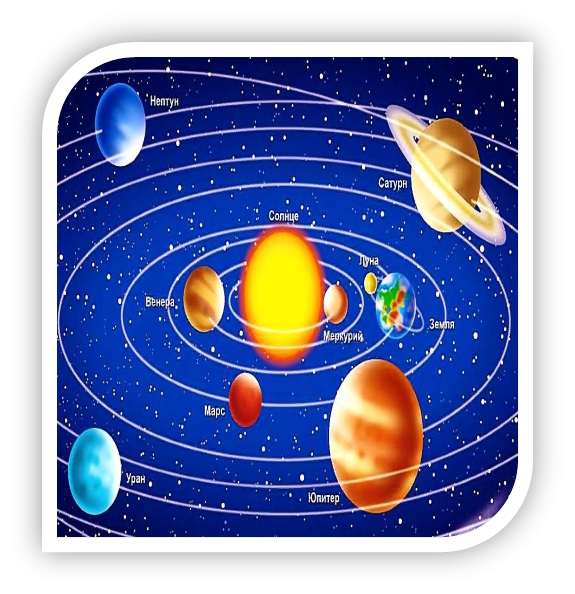 Нептун
Сатурн
Солнце
Луна
Венера
Земля
Меркурий
Марс
Уран
Юпитер